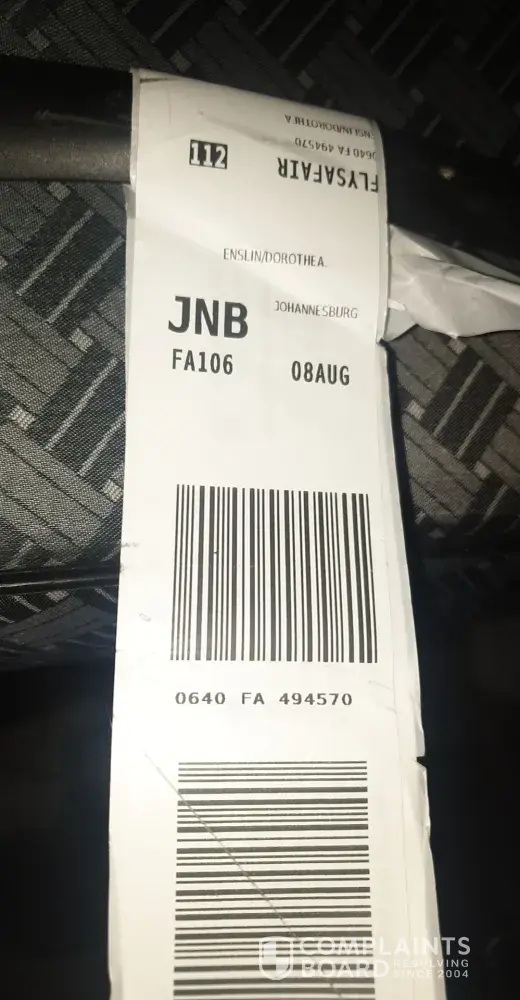 ENSLIN/DOROTHEA
0640 FA 494570
112
FLYSAFAIR
ENSLIN/DOROTHEA
JNB JOHANNESBURG
FA106 08AUG
0640 FA 494570
COMPLAINTS
BOARD RESOLVING
SINCE 2004